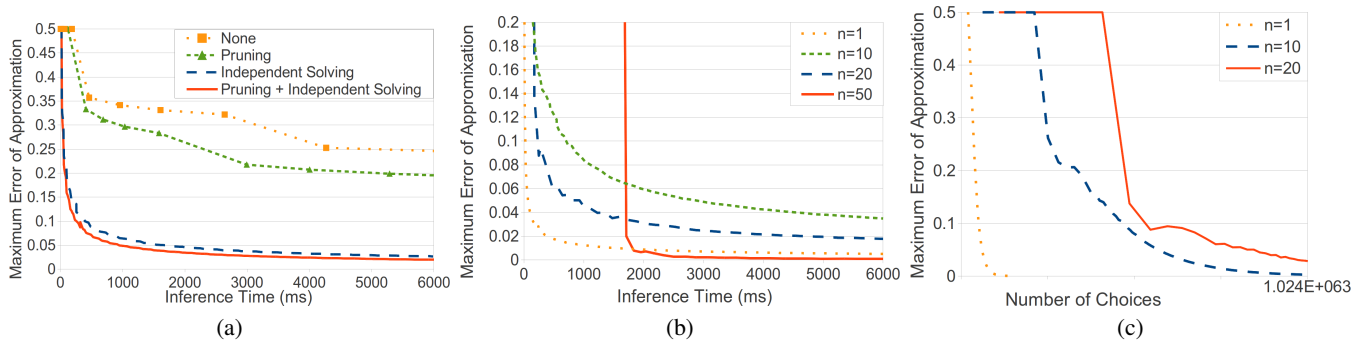 Maximum Error of Approximation
0.5
0.45
0.4
0.35
0.3
0.25
0.2
0.15
0.1
0.05
0
None
Pruning
Independent Solving
Pruning + Independent Solving
0 1000 2000 3000 4000 5000 6000
Inference Time (ms)
(a)
Maximum Error of Appromixation
0.2
0.18
0.16
0.14
0.12
0.1
0.08
0.06
0.04
0.02
0
n=1
n=10
n=20
n=50
0 1000 2000 3000 4000 5000 6000
Inference Time (ms)
(b)
Maximum Error of Approximation
0.5
0.4
0.3
0.2
0.1
0
n=1
n=10
n=20
1.024E+063
Number of Choices
(c)